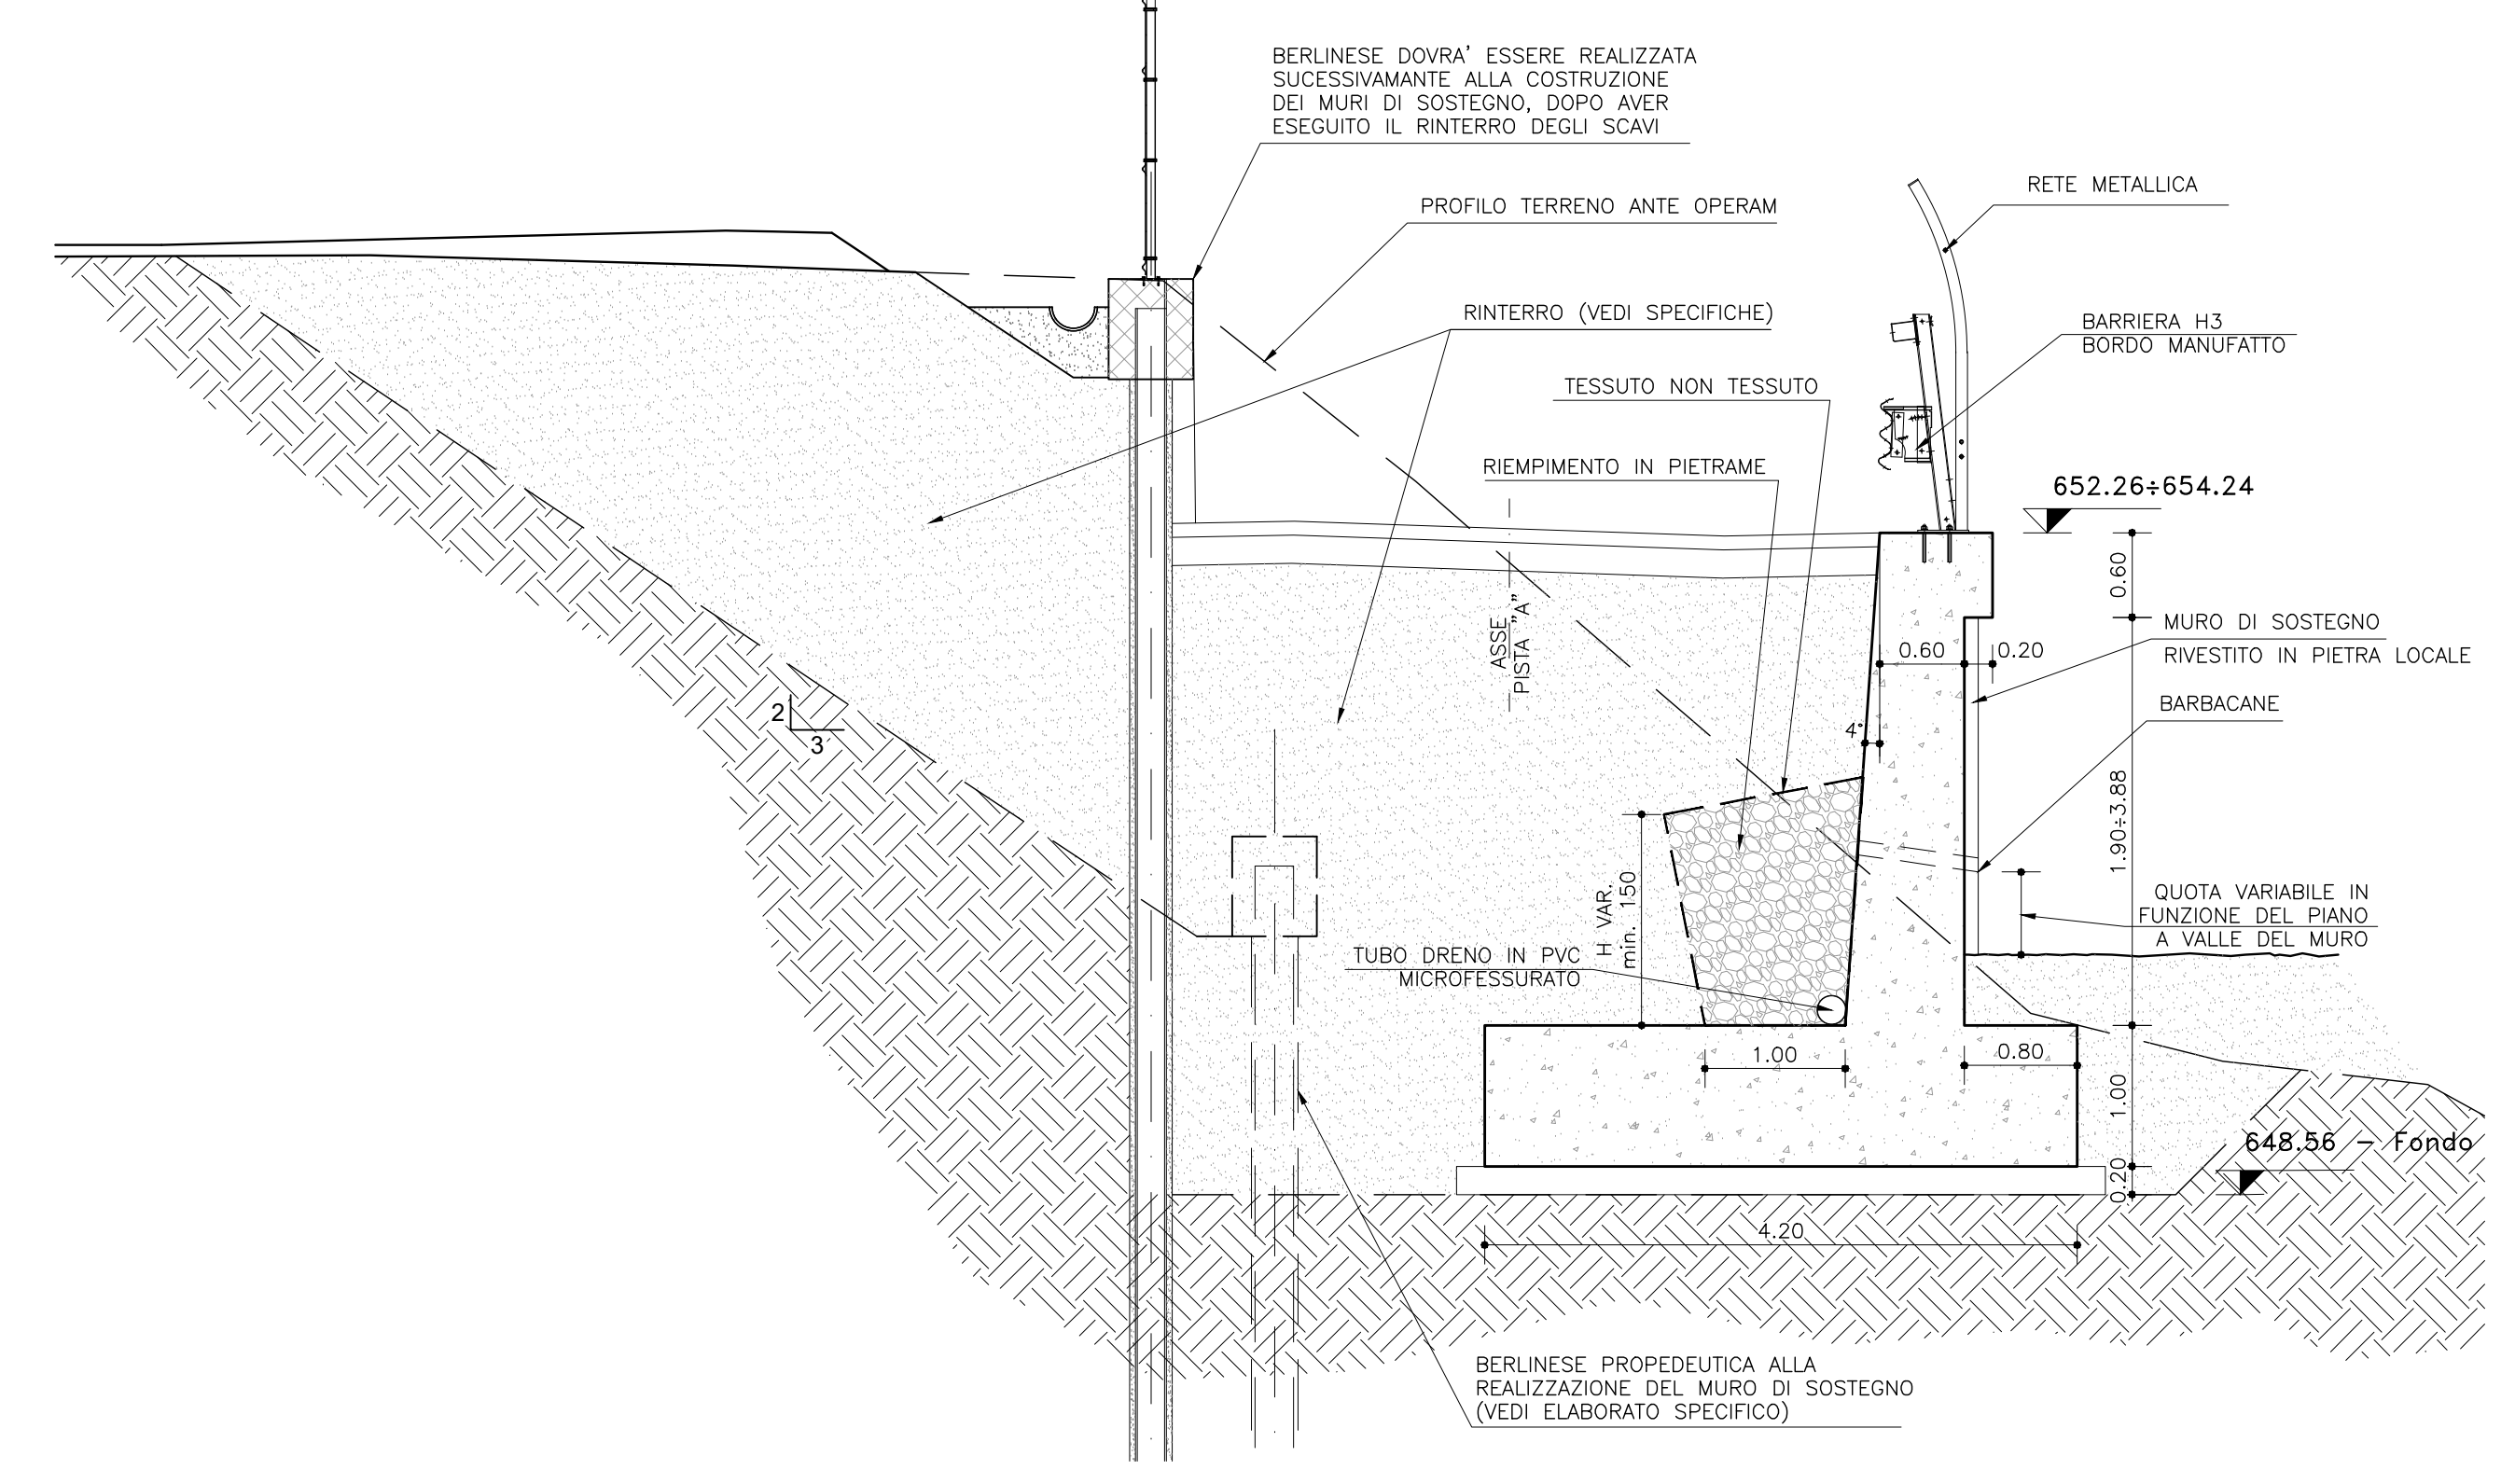 BERLINESE DOVRA' ESSERE REALIZZATA
SUCESSIVAMANTE ALLA COSTRUZIONE
DEI MURI DI SOSTEGNO, DOPO AVER
ESEGUITO IL RINTERRO DEGLI SCAVI
PROFILO TERRENO ANTE OPERAM
RETE METALLICA
RINTERRO (VEDI SPECIFICHE)
BARRIERA H3
BORDO MANUFATTO
TESSUTO NON TESSUTO
RIEMPIMENTO IN PIETRAME
652.26÷654.24
0.60
ASSE
PISTA "A"
0.60
0.20
MURO DI SOSTEGNO
RIVESTITO IN PIETRA LOCALE
BARBACANE
2
3
4°
1.90÷3.88
H VAR.
min. 150
QUOTA VARIABILE IN
FUNZIONE DEL PIANO
A VALLE DEL MURO
TUBO DRENO IN PVC
MICROFESSURATO
1.00
0.80
1.00
648.56 - Fondo
0.20
4.20
BERLINESE PROPEDEUTICA ALLA
REALIZZAZIONE DEL MURO DI SOSTEGNO
(VEDI ELABORATO SPECIFICO)